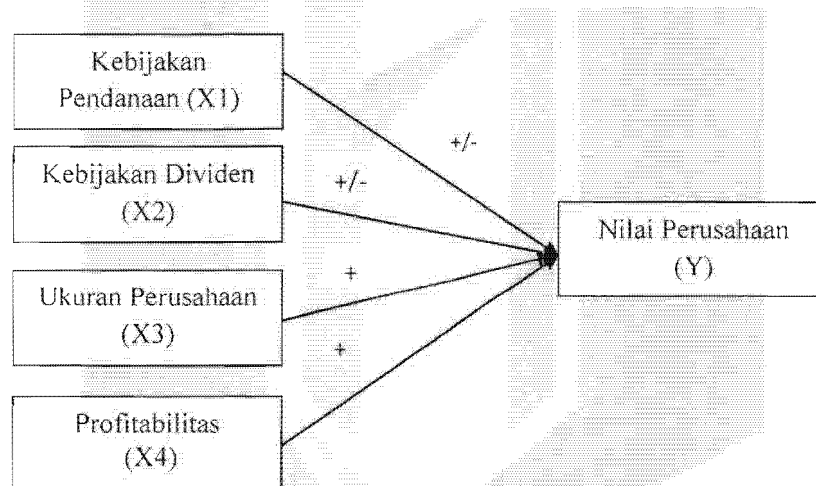 Kebijakan
Pendanaan (X1)
+/-
Kebijakan Dividen
(X2)
+/-
Nilai Perusahaan
(Y)
Ukuran Perusahaan
(X3)
+
+
Profitabilitas
(X4)